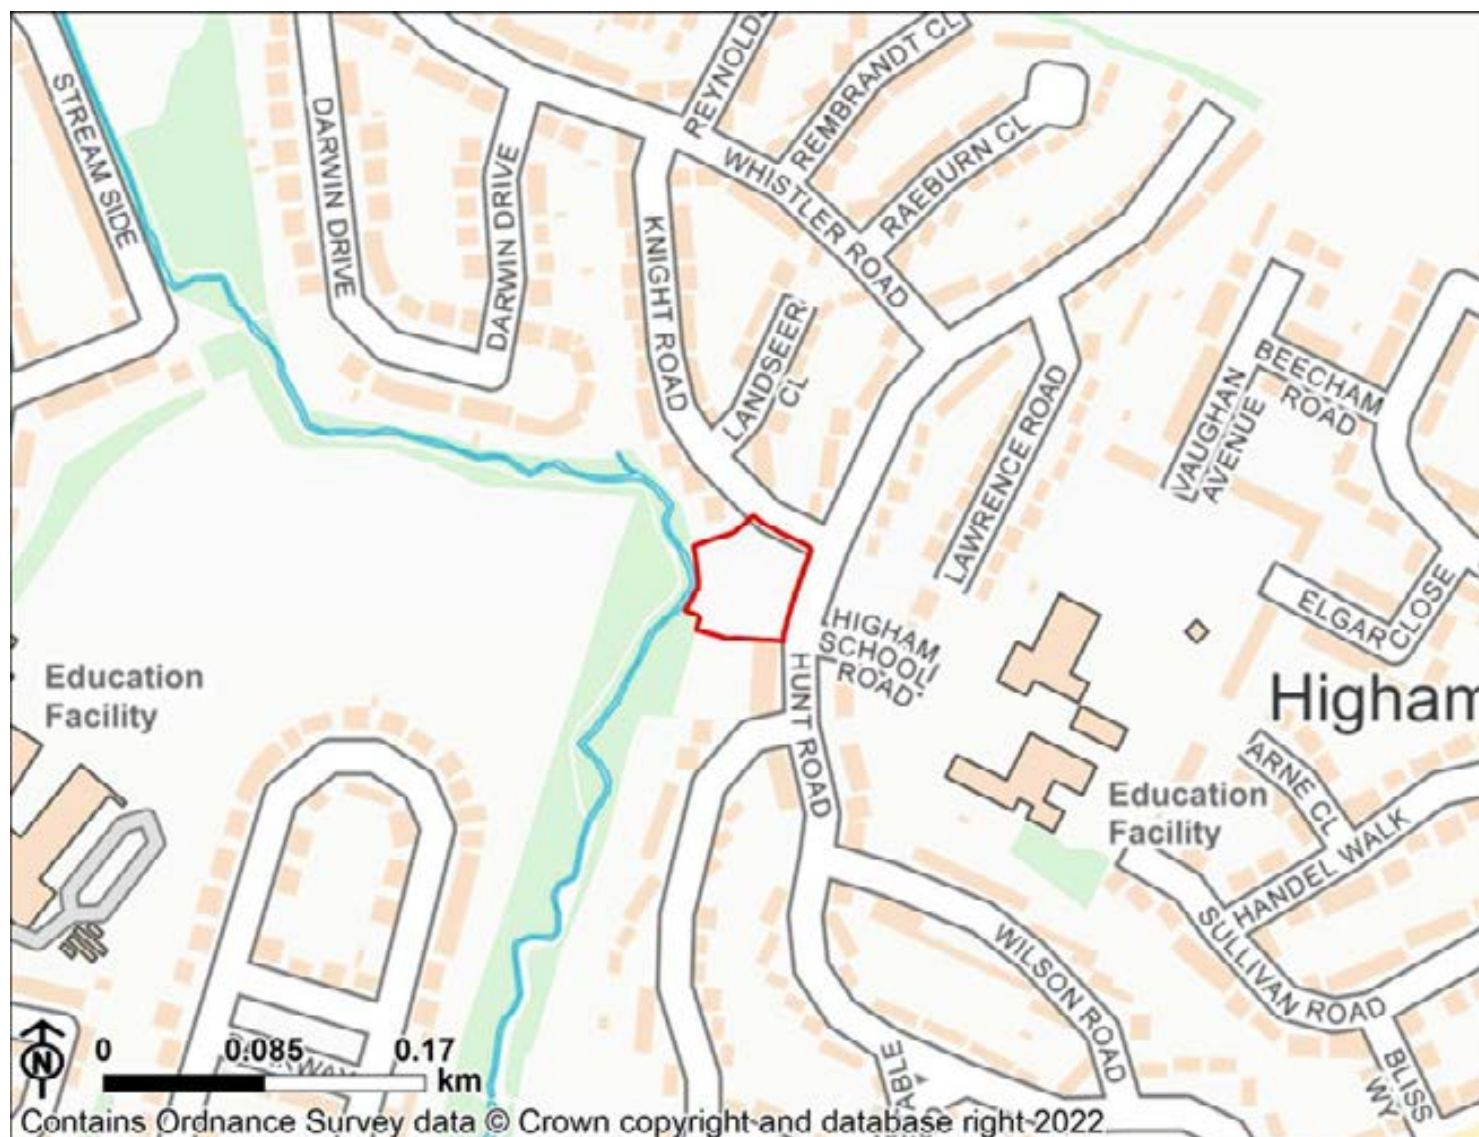 REYNOLDS
REMBRANDT CL
STREAM SIDE
DARWIN DRIVE
DARWIN DRIVE
RAEBURN CL
WHISTLER ROAD
KNIGHT ROAD
LANDSEER
CL
LAWRENCE ROAD
BEECHAM
ROAD
VAUGHAN
AVENUE
ELGAR CLOSE
HIGHAM
SCHOOL
ROAD
HUNT ROAD
Education
Facility
Higham
ARNE CL
Education
Facility
HANDEL WALK
SULLIVAN ROAD
WILSON ROAD
BLISS
WY
ABLE
N
0 0.085 0.17
km
WAY
Contains Ordnance Survey data © Crown copyright and database right 2022